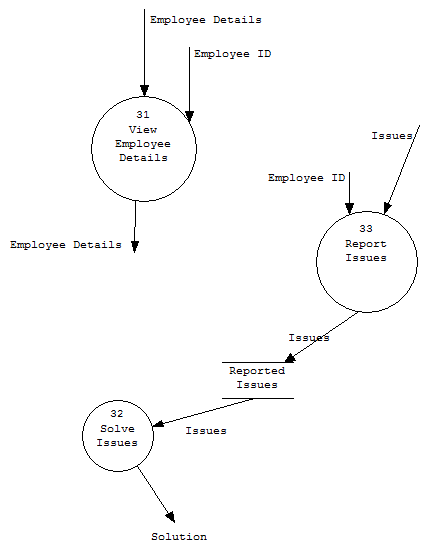 Employee Details
Employee ID
31
View
Employee
Details
Issues
Employee ID
33
Report
Issues
Employee Details
Issues
Reported
Issues
32
Solve
Issues
Issues
Solution